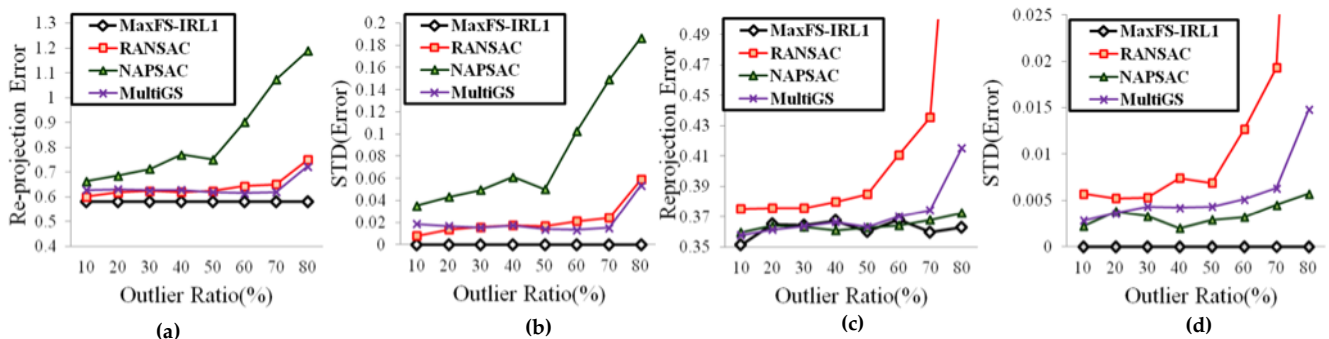 Re-projection Error
1.3
1.2
1.1
1
0.9
0.8
0.7
0.6
0.5
0.4
MaxFS-IRL1
RANSAC
NAPSAC
MultiGS
10 20 30 40 50 60 70 80
Outlier Ratio(%)
(a)
STD(Error)
0.2
0.18
0.16
0.14
0.12
0.1
0.08
0.06
0.04
0.02
0
MaxFS-IRL1
RANSAC
NAPSAC
MultiGS
10 20 30 40 50 60 70 80
Outlier Ratio(%)
(b)
Reprojection Error
0.49
0.47
0.45
0.43
0.41
0.39
0.37
0.35
MaxFS-IRL1
RANSAC
NAPSAC
MultiGS
10 20 30 40 50 60 70 80
Outlier Ratio(%)
(c)
STD(Error)
0.025
0.02
0.015
0.01
0.005
0
MaxFS-IRL1
RANSAC
NAPSAC
MultiGS
10 20 30 40 50 60 70 80
Outlier Ratio(%)
(d)